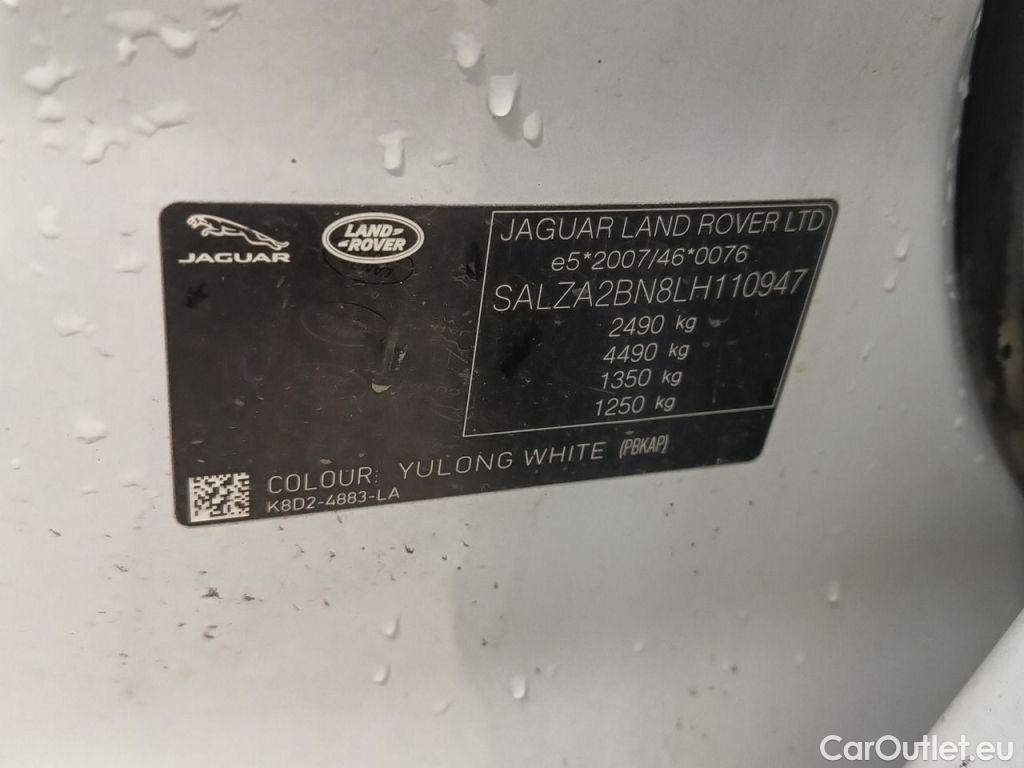 JAGUAR
LAND
ROVER
JAGUAR LAND ROVER LTD
e5*2007/46*0076
SALZA2BN8LH110947
2490 kg
4490 kg
1350 kg
1250 kg
COLOUR: YULONG WHITE (PBKAP)
K8D2-4883-LA
CarOutlet.eu